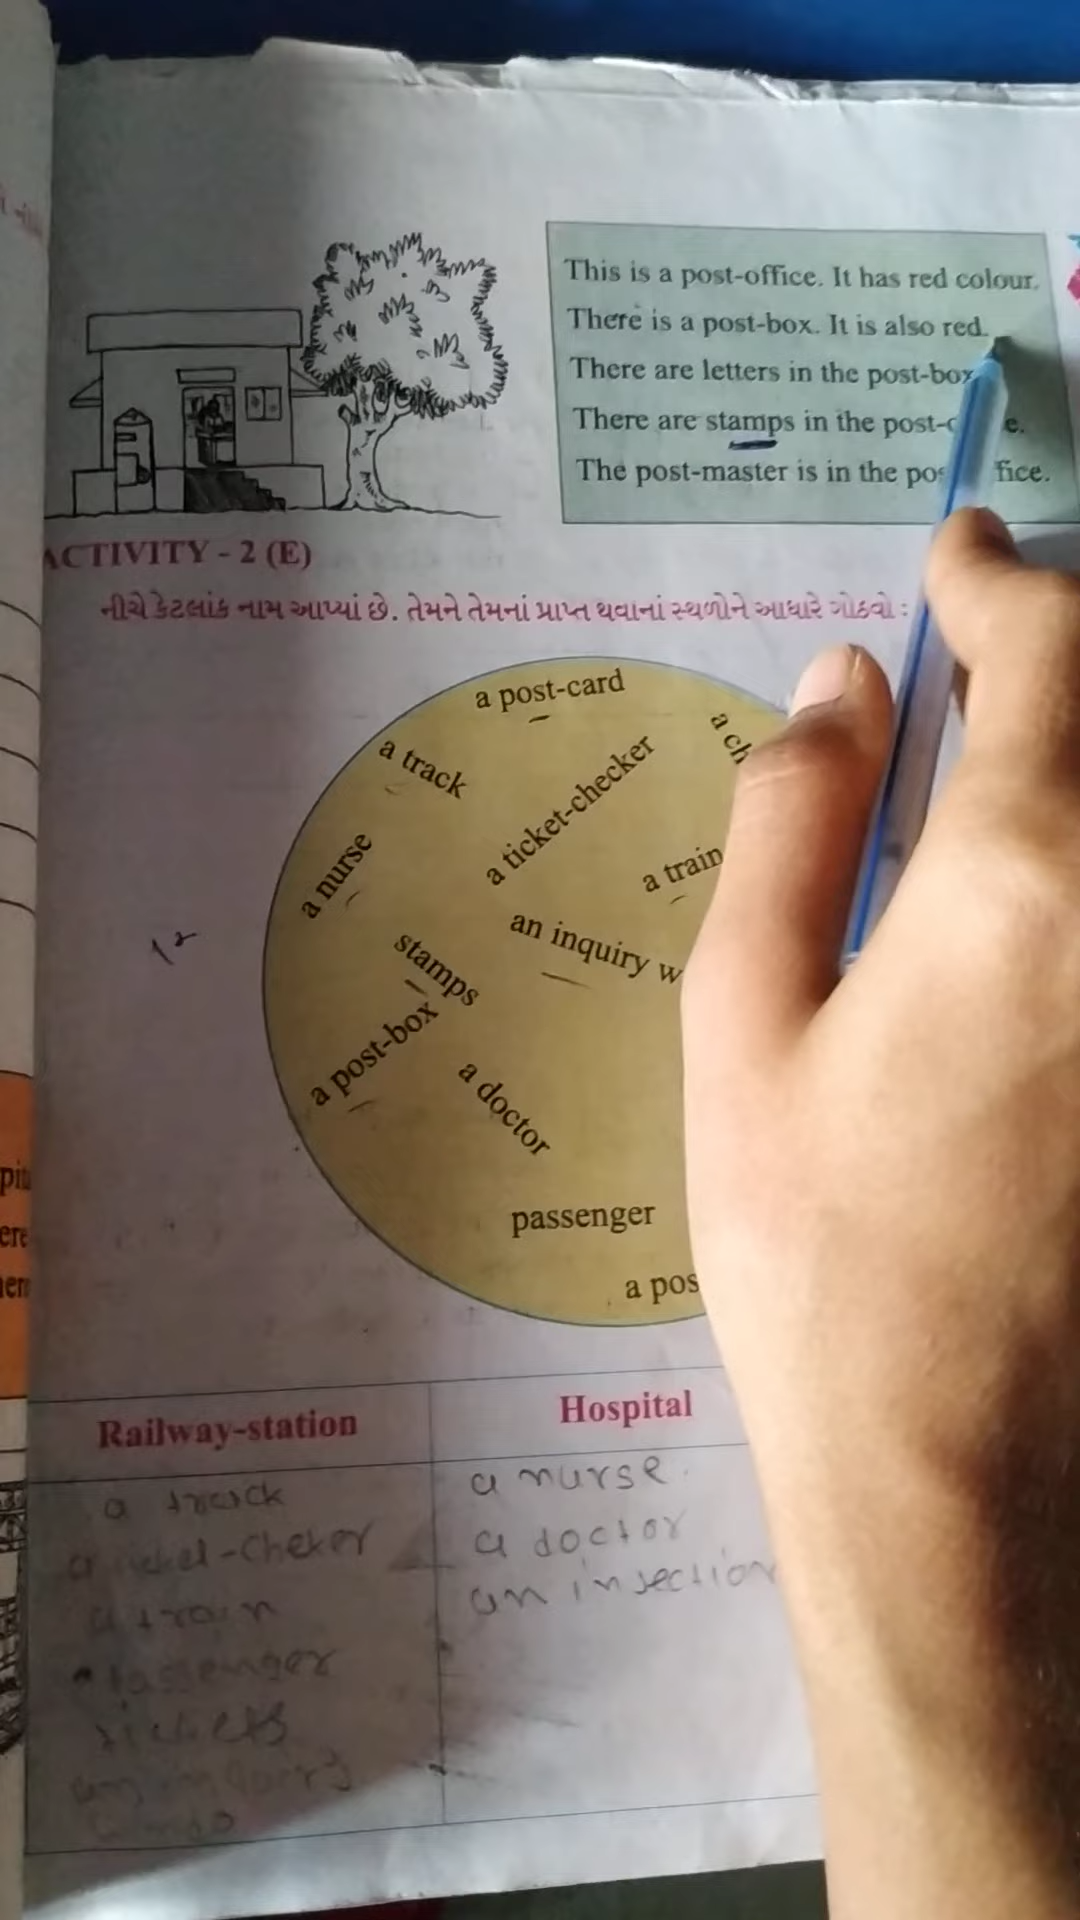 This is a post-office. It has red colour.
There is a post-box. It is also red.
There are letters in the post-box
There are stamps in the
The post-master is in the
ACTIVITY - 2 (E)
નીચે કેટલાંક નામ આપ્યાં છે. તેમને તેમનાં પ્રાપ્ત થવાનાં સ્થળોને આધારે ગોઠવો :
a post-card
a track
a ticket-checker
a nurse
a train
an inquiry
stamps
a post-box
a doctor
passenger
a
Railway-station
Hospital
a track
a nurse
a doctor
a train
an insection